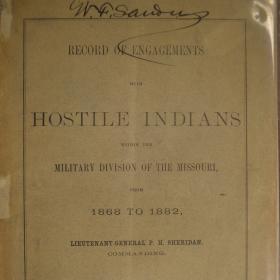 RECORD OF ENGAGEMENTS
WITH
HOSTILE INDIANS
WITHIN THE
MILITARY DIVISION OF THE MISSOURI,
FROM
1868 TO 1882,
LIEUTENANT-GENERAL P. H. SHERIDAN,
COMMANDING.